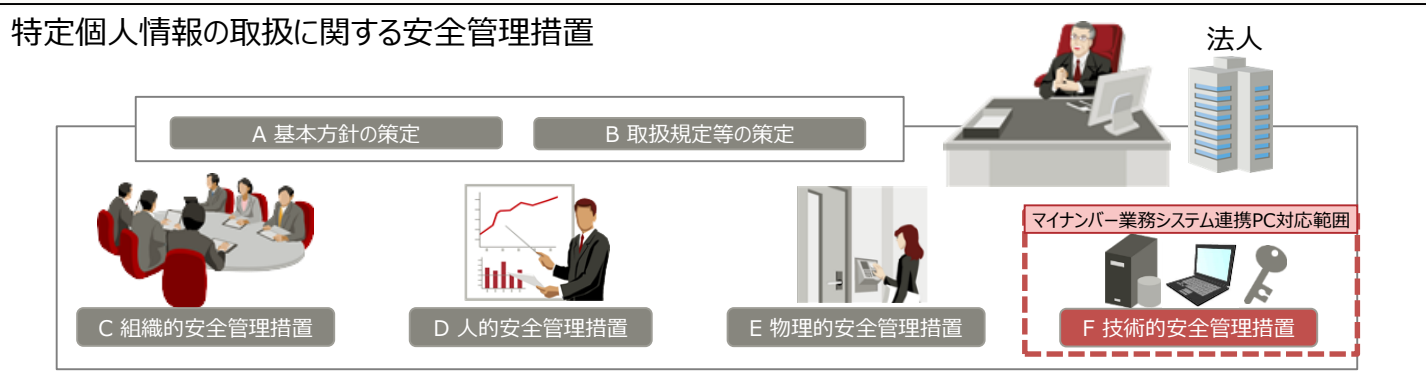 特定個人情報の取扱に関する安全管理措置
法人
A 基本方針の策定
B 取扱規定等の策定
マイナンバー業務システム連携PC対応範囲
C 組織的安全管理措置
D 人的安全管理措置
E 物理的安全管理措置
F 技術的安全管理措置